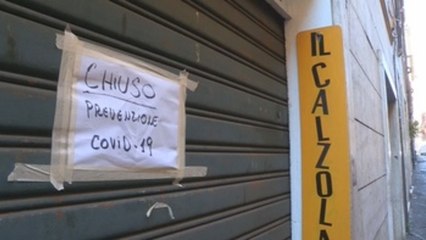 CHIUSO
PREVENZIONE
COVID-19
IL CALZOLA